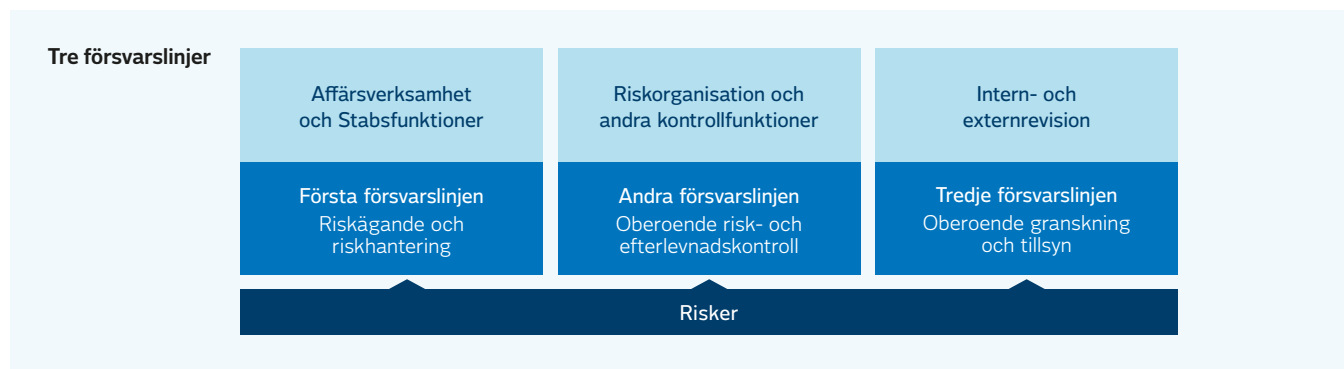 Tre försvarslinjer
Affärsverksamhet
och Stabsfunktioner
Första försvarslinjen
Riskägande och
riskhantering
Riskorganisation och
andra kontrollfunktioner
Andra försvarslinjen
Oberoende risk- och
efterlevnadskontroll
Intern- och
externrevision
Tredje försvarslinjen
Oberoende granskning
och tillsyn
Risker